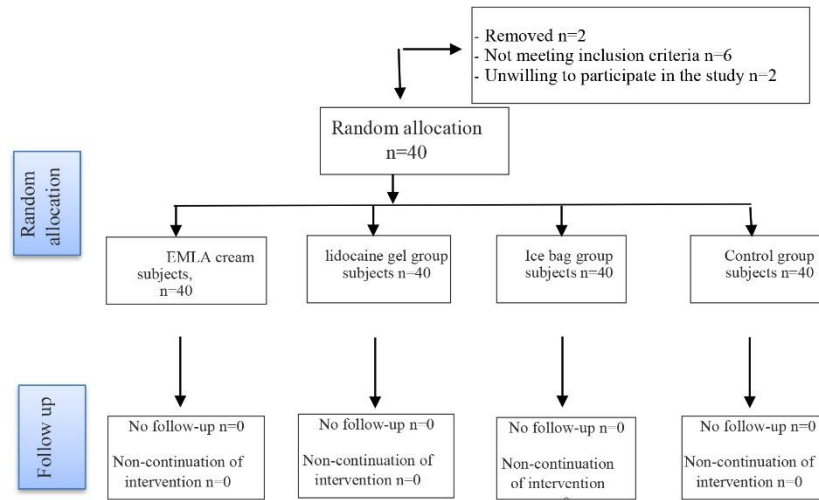 - Removed n=2
- Not meeting inclusion criteria n=6
- Unwilling to participate in the study n=2
Random allocation
n=40
Random
allocation
EMLA cream
subjects,
n=40
lidocaine gel group
subjects n=40
Ice bag group
subjects n=40
Control group
subjects n=40
Follow up
No follow-up n=0
Non-continuation of
intervention n=0
No follow-up n=0
Non-continuation of
intervention n=0
No follow-up n=0
Non-continuation
of intervention
No follow-up n=0
Non-continuation of
intervention n=0